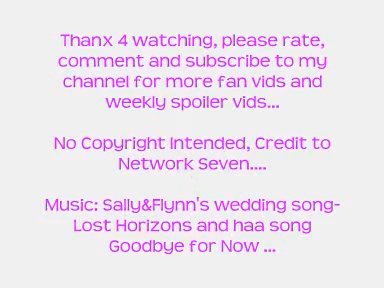 Thanx 4 watching, please rate,
comment and subscribe to my
channel for more fan vids and
weekly spoiler vids...
No Copyright Intended, Credit to
Network Seven....
Music: Sally&Flynn's wedding song-
Lost Horizons and haa song
Goodbye for Now ...